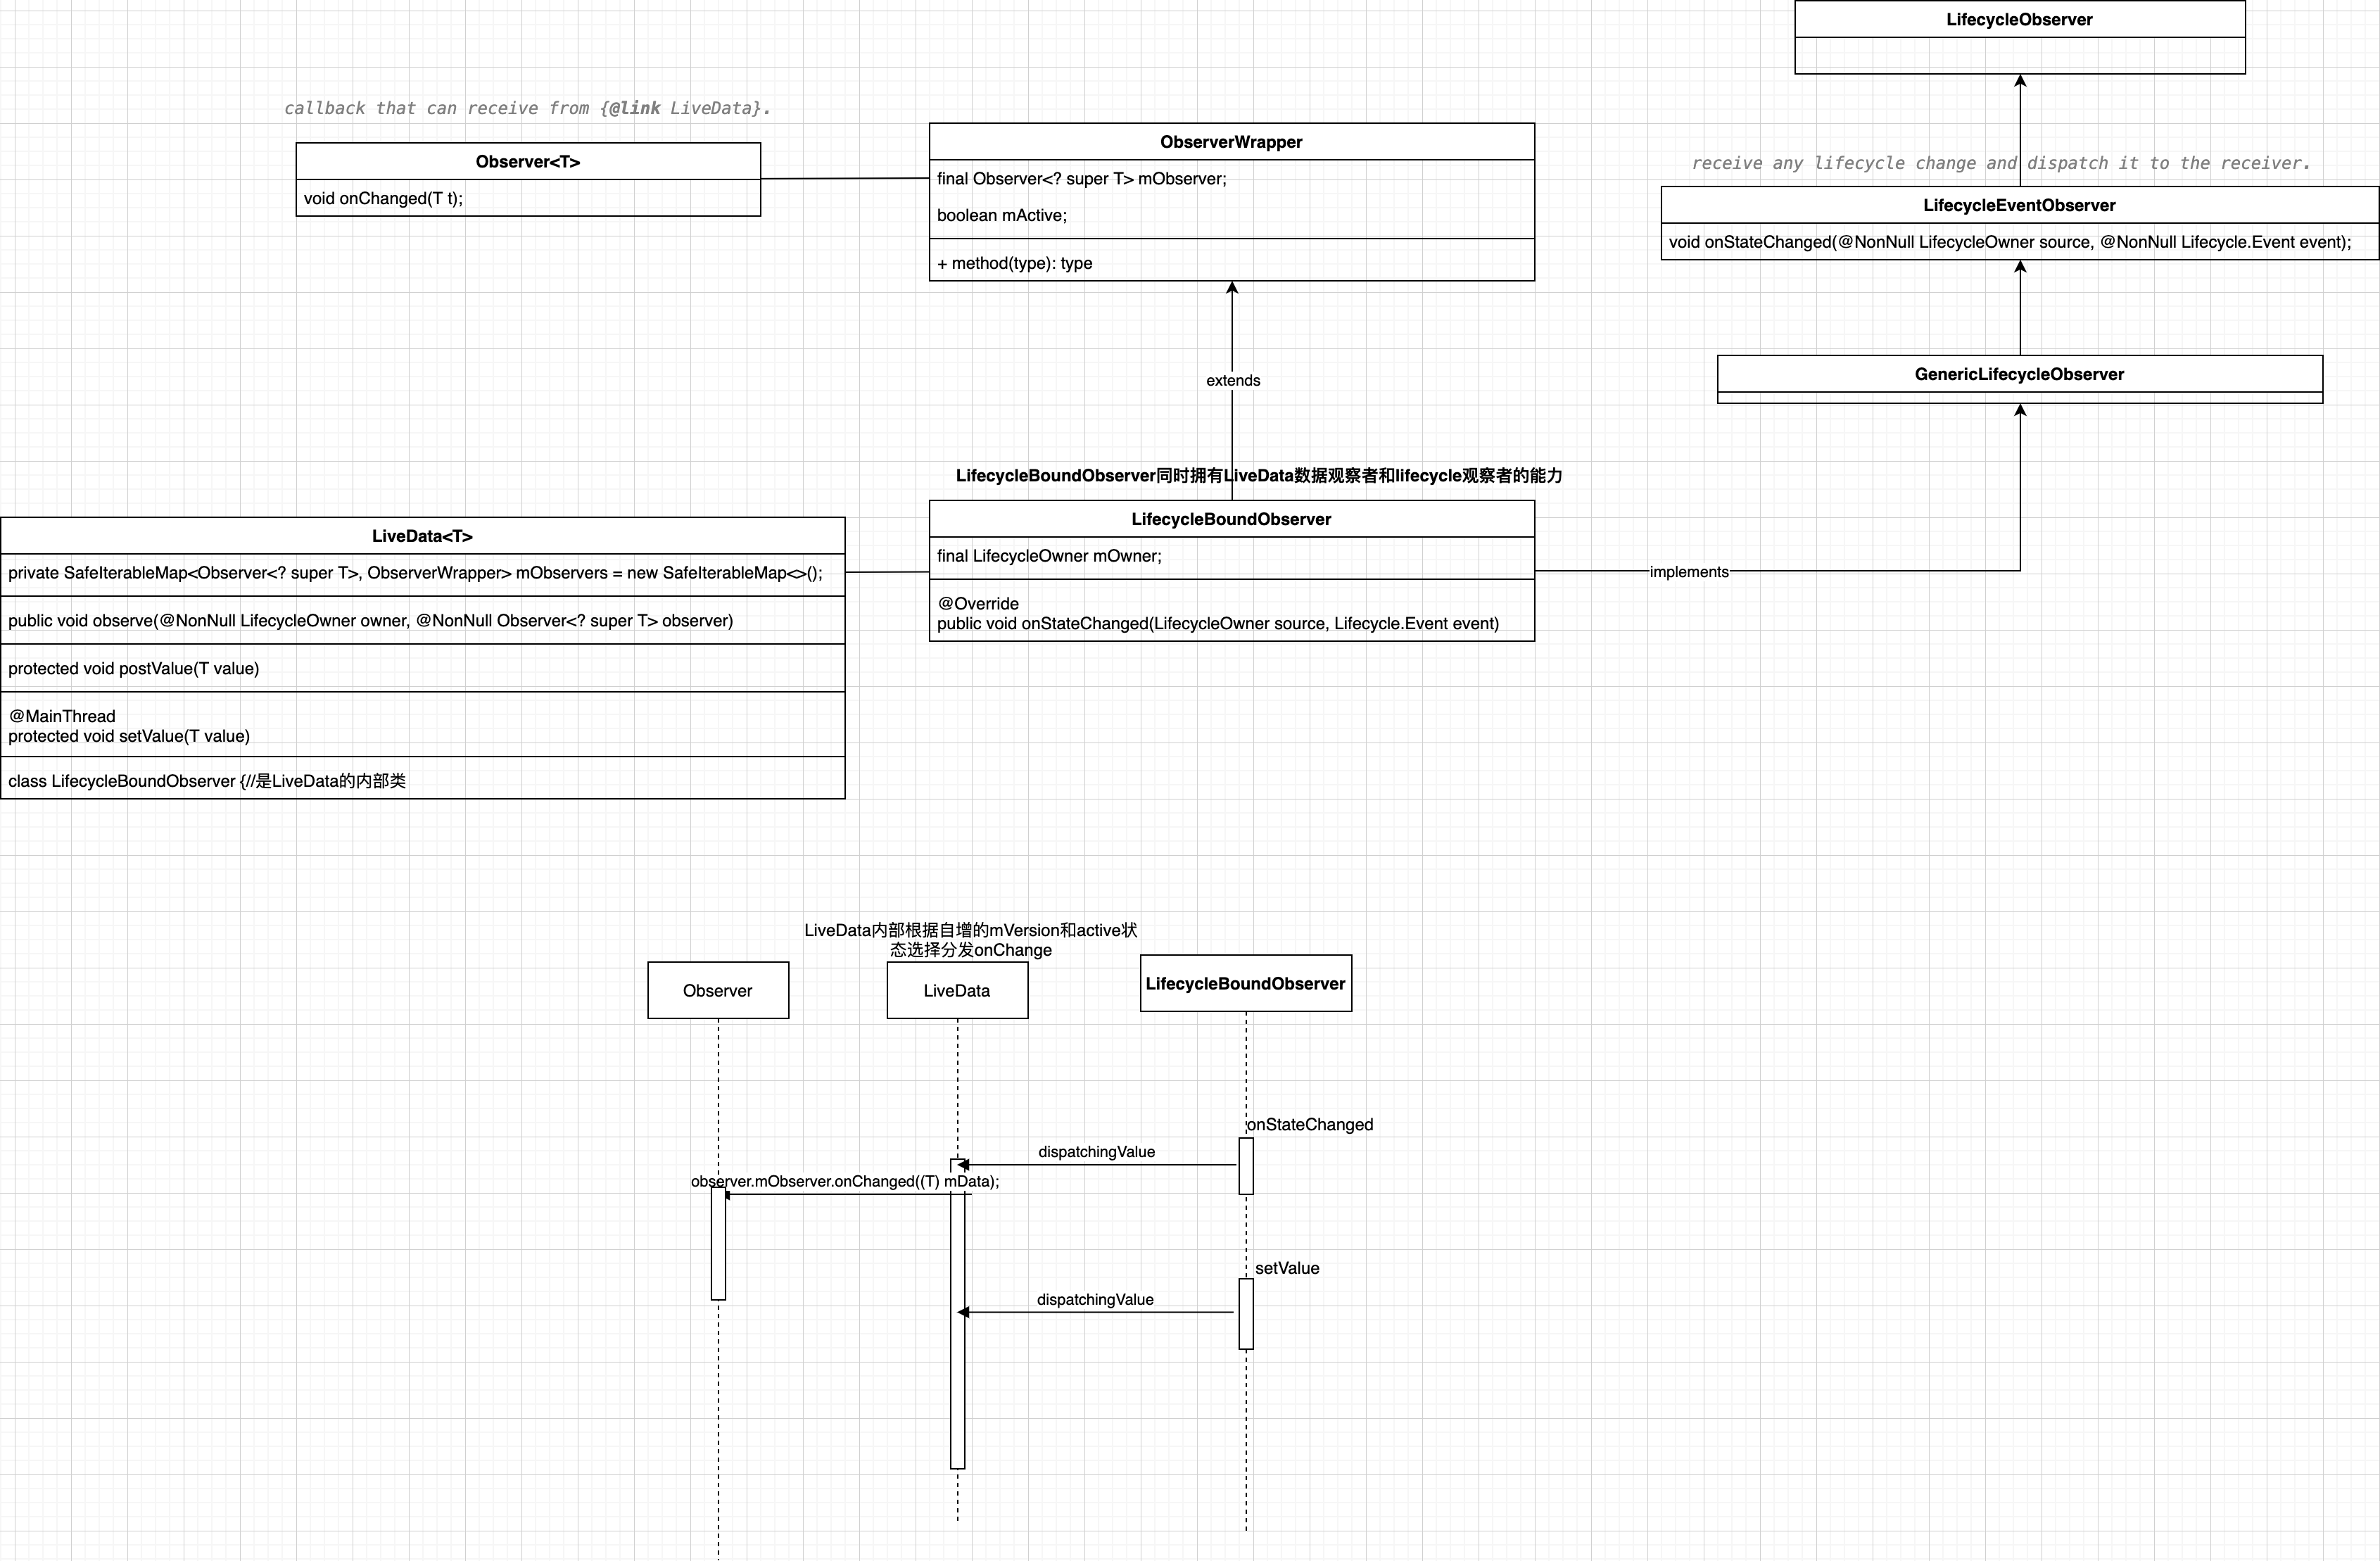 LifecycleObserver
callback that can receive from {@link LiveData}.
Observer<T>
void onChanged(T t);
ObserverWrapper
final Observer<? super T> mObserver;
boolean mActive;
+ method(type): type
receive any lifecycle change and dispatch it to the receiver.
LifecycleEventObserver
void onStateChanged(@NonNull LifecycleOwner source, @NonNull Lifecycle.Event event);
GenericLifecycleObserver
extends
LifecycleBoundObserver同时拥有LiveData数据观察者和lifecycle观察者的能力
LiveData<T>
private SafeIterableMap<Observer<? super T>, ObserverWrapper> mObservers = new SafeIterableMap<>();
public void observe(@NonNull LifecycleOwner owner, @NonNull Observer<? super T> observer)
protected void postValue(T value)
@MainThread
protected void setValue(T value)
class LifecycleBoundObserver {//是LiveData的内部类
LifecycleBoundObserver
final LifecycleOwner mOwner;
@Override
public void onStateChanged(LifecycleOwner source, Lifecycle.Event event)
implements
LiveData内部根据自增的mVersion和active状
态选择分发onChange
Observer
LiveData
LifecycleBoundObserver
onStateChanged
dispatchingValue
observer.mObserver.onChanged((T) mData);
setValue
dispatchingValue